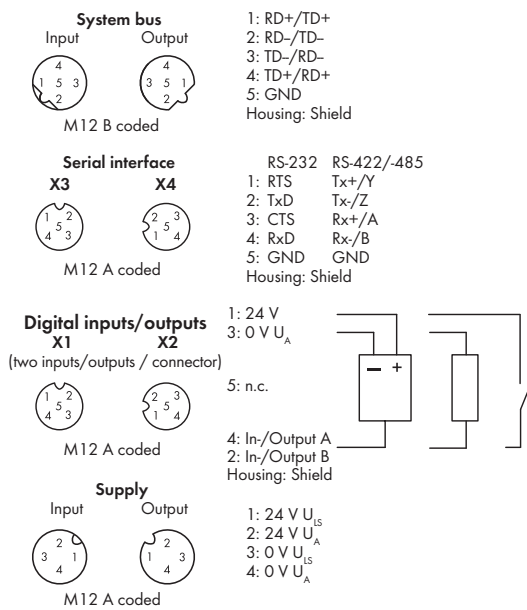 System bus
Input Output
4
1 5 3
2
4
3 5 1
2
M12 B coded
1: RD+/TD+
2: RD–/TD–
3: TD–/RD–
4: TD+/RD+
5: GND
Housing: Shield
Serial interface
X3 X4
1 2
5
4 3
2 3
5
1 4
M12 A coded
RS-232 RS-422/-485
1: RTS Tx+/Y
2: TxD Tx-/Z
3: CTS Rx+/A
4: RxD Rx-/B
5: GND GND
Housing: Shield
Digital inputs/outputs
X1 X2
(two inputs/outputs / connector)
1 2
5
4 3
2 3
5
1 4
M12 A coded
1: 24 V
3: 0 V U_A
5: n.c.
4: In-/Output A
2: In-/Output B
Housing: Shield
– +
Supply
Input Output
2
3 1
4
2
1 3
4
M12 A coded
1: 24 V U_LS
2: 24 V U_A
3: 0 V U_LS
4: 0 V U_A